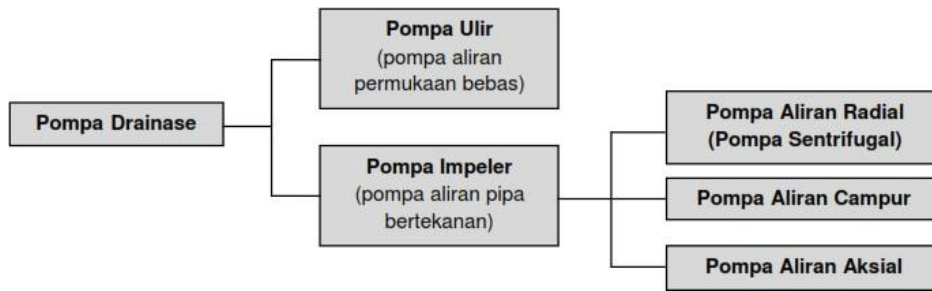 Pompa Drainase
Pompa Ulir
(pompa aliran
permukaan bebas)
Pompa Impeler
(pompa aliran pipa
bertekanan)
Pompa Aliran Radial
(Pompa Sentrifugal)
Pompa Aliran Campur
Pompa Aliran Aksial